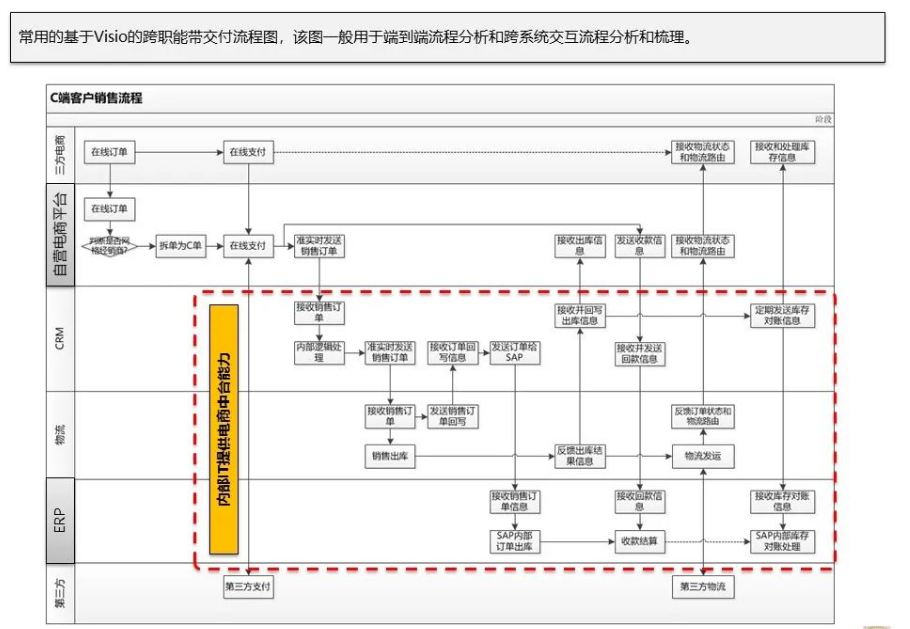 常用的基于Visio的跨职能带交付流程图，该图一般用于端到端流程分析和跨系统交互流程分析和梳理。
C端客户销售流程
阶段
三方电商
在线订单
在线支付
接收物流状态
和物流路由
接收和处理库
存信息
自营电商平台
在线订单
判断是否网
格经销商?
拆单为C单
在线支付
准实时发送
销售订单
接收出库信
息
发送收款信
息
接收物流状态
和物流路由
CRM
内部IT提供电商中台能力
接收销售订
单
接收并回写
出库信息
定期发送库存
对账信息
内部逻辑处
理
准实时发送
销售订单
接收订单回
写信息
发送订单给
SAP
接收并发送
回款信息
物流
接收销售订
单
发送销售订
单回写
反馈订单状态和
物流路由
销售出库
反馈出库结
果信息
物流发运
ERP
接收销售订
单信息
接收回款信
息
接收库存对账
信息
SAP内部
订单出库
收款结算
SAP内部库存
对账处理
第三方
第三方支付
第三方物流